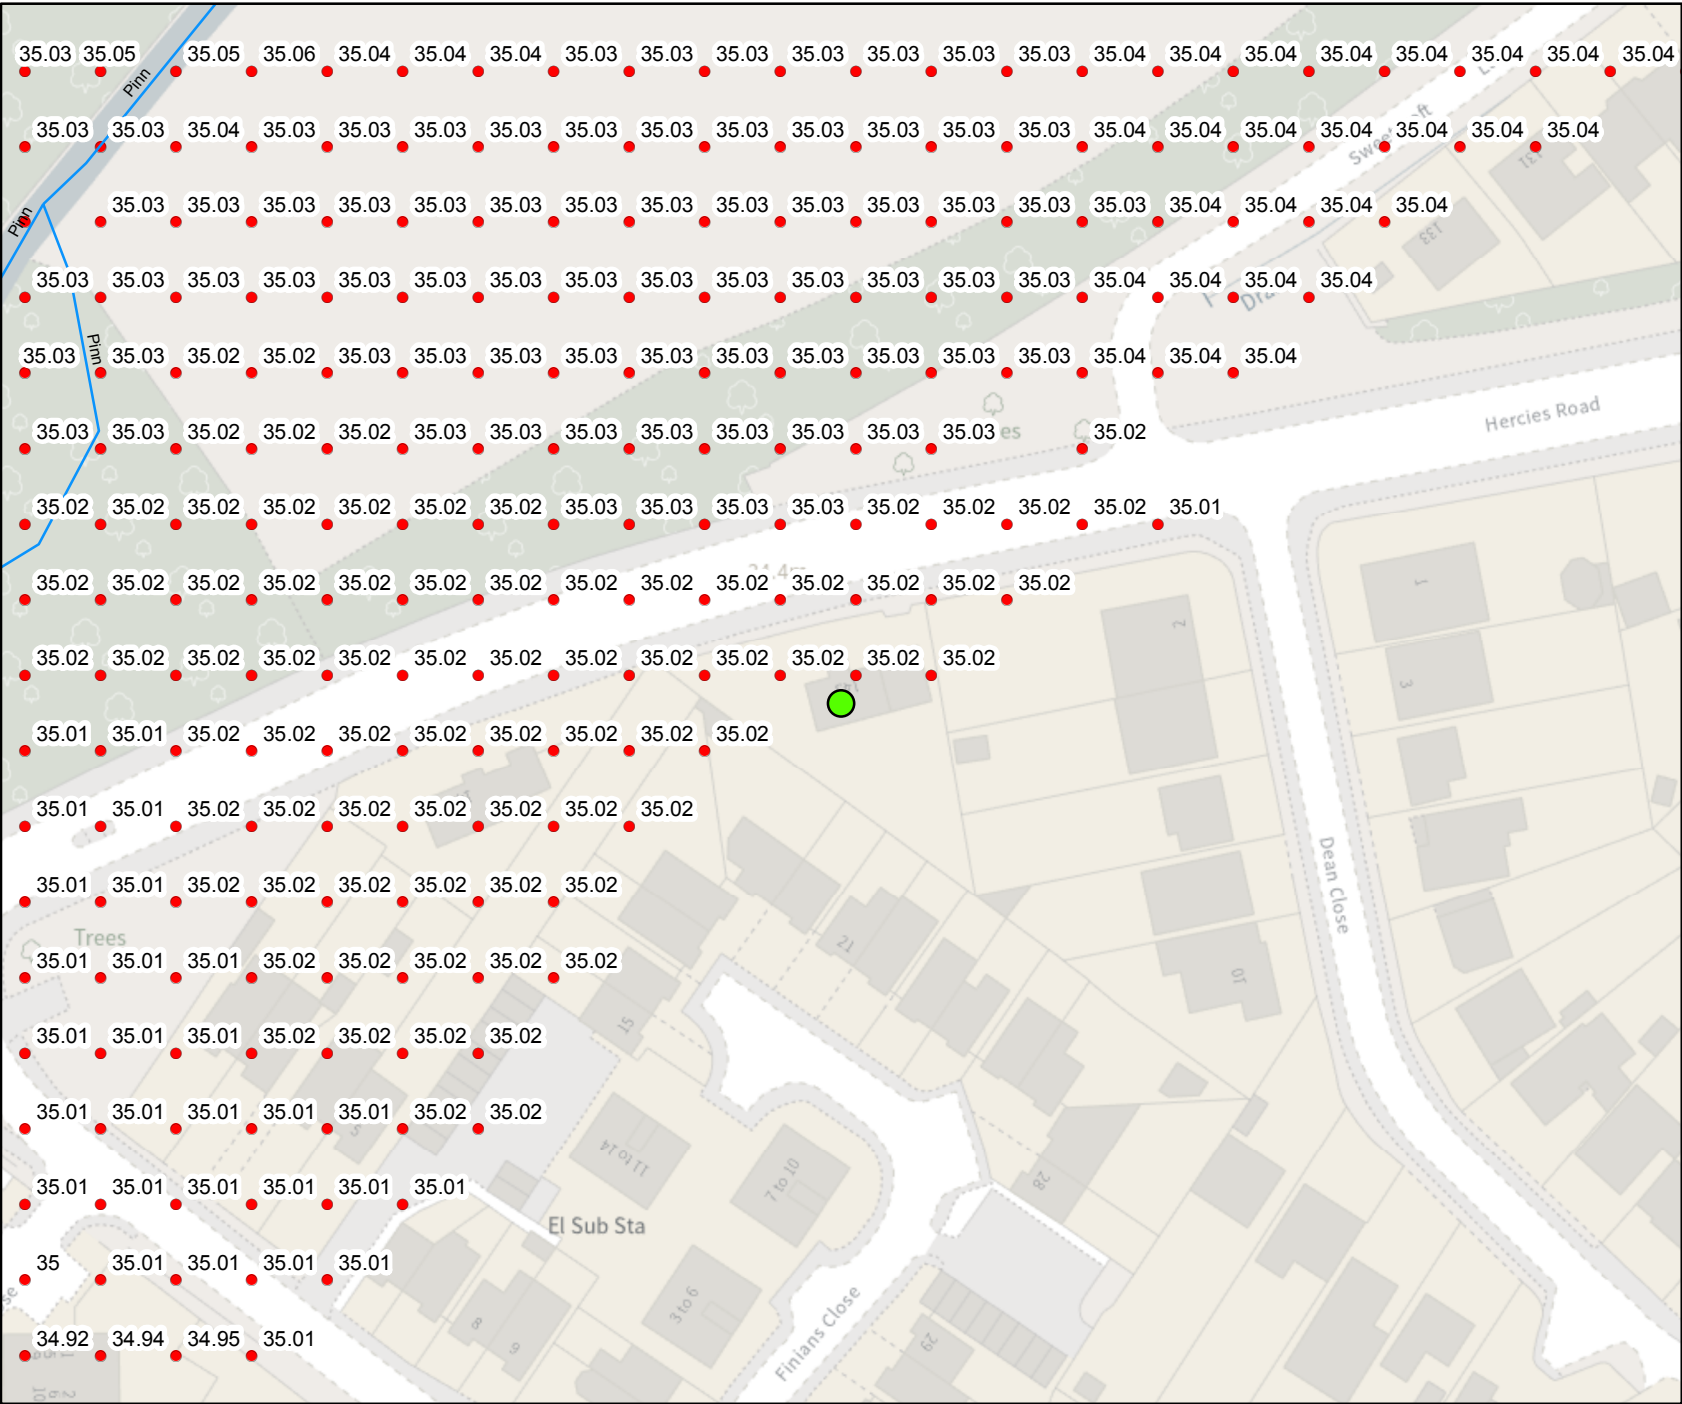 35.03 35.05 35.05 35.06 35.04 35.04 35.04 35.03 35.03 35.03 35.03 35.03 35.03 35.03 35.04 35.04 35.04 35.04 35.04 35.04 35.04 35.04
Pinn
35.03 35.03 35.04 35.03 35.03 35.03 35.03 35.03 35.03 35.03 35.03 35.03 35.03 35.03 35.04 35.04 35.04 35.04 35.04 35.04 35.04
131
35.03 35.03 35.03 35.03 35.03 35.03 35.03 35.03 35.03 35.03 35.03 35.03 35.03 35.03 35.04 35.04 35.04 35.04
Pinn
133
35.03 35.03 35.03 35.03 35.03 35.03 35.03 35.03 35.03 35.03 35.03 35.03 35.03 35.03 35.04 35.04 35.04 35.04
Pinn
35.03 35.03 35.02 35.02 35.03 35.03 35.03 35.03 35.03 35.03 35.03 35.03 35.03 35.03 35.04 35.04 35.04
Hercies Road
35.03 35.03 35.02 35.02 35.02 35.03 35.03 35.03 35.03 35.03 35.03 35.03 35.03 35.02
35.02 35.02 35.02 35.02 35.02 35.02 35.02 35.03 35.03 35.03 35.03 35.02 35.02 35.02 35.02 35.01
35.02 35.02 35.02 35.02 35.02 35.02 35.02 35.02 35.02 35.02 35.02 35.02 35.02 35.02
1
2
35.02 35.02 35.02 35.02 35.02 35.02 35.02 35.02 35.02 35.02 35.02 35.02 35.02
3
35.01 35.01 35.02 35.02 35.02 35.02 35.02 35.02 35.02 35.02
35.01 35.01 35.02 35.02 35.02 35.02 35.02 35.02 35.02
Dean Close
35.01 35.01 35.02 35.02 35.02 35.02 35.02 35.02
Trees
21
35.01 35.01 35.01 35.02 35.02 35.02 35.02 35.02
10
15
35.01 35.01 35.01 35.02 35.02 35.02 35.02
35.01 35.01 35.01 35.01 35.01 35.02 35.02
5
11 to 14
7 to 10
28
35.01 35.01 35.01 35.01 35.01 35.01
El Sub Sta
35 35.01 35.01 35.01 35.01
3 to 6
Finians Close
8
9
29
34.92 34.94 34.95 35.01